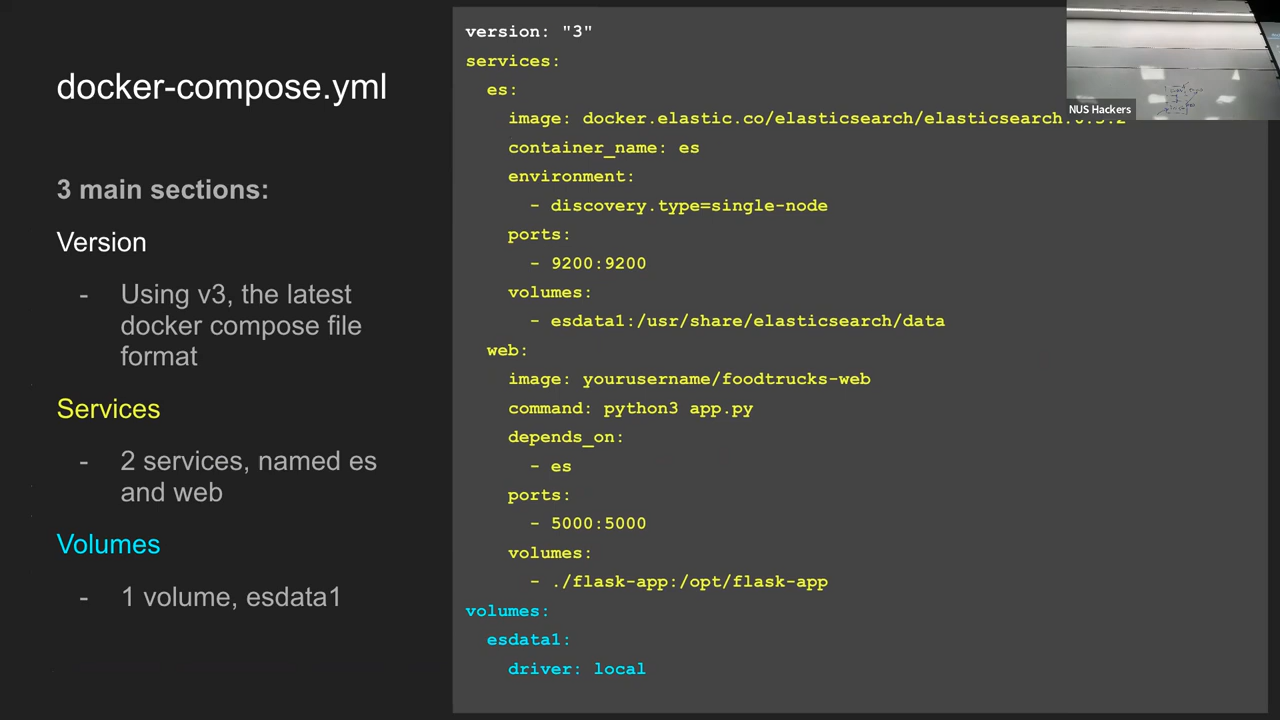 docker-compose.yml
3 main sections:
Version
- Using v3, the latest
docker compose file
format
Services
- 2 services, named es
and web
Volumes
- 1 volume, esdata1
version: "3"
services:
es:
image: docker.elastic.co/elasticsearch/elasticsearch:6.3.2
container_name: es
environment:
- discovery.type=single-node
ports:
- 9200:9200
volumes:
- esdata1:/usr/share/elasticsearch/data
web:
image: yourusername/foodtrucks-web
command: python3 app.py
depends_on:
- es
ports:
- 5000:5000
volumes:
- ./flask-app:/opt/flask-app
volumes:
esdata1:
driver: local
NUS Hackers